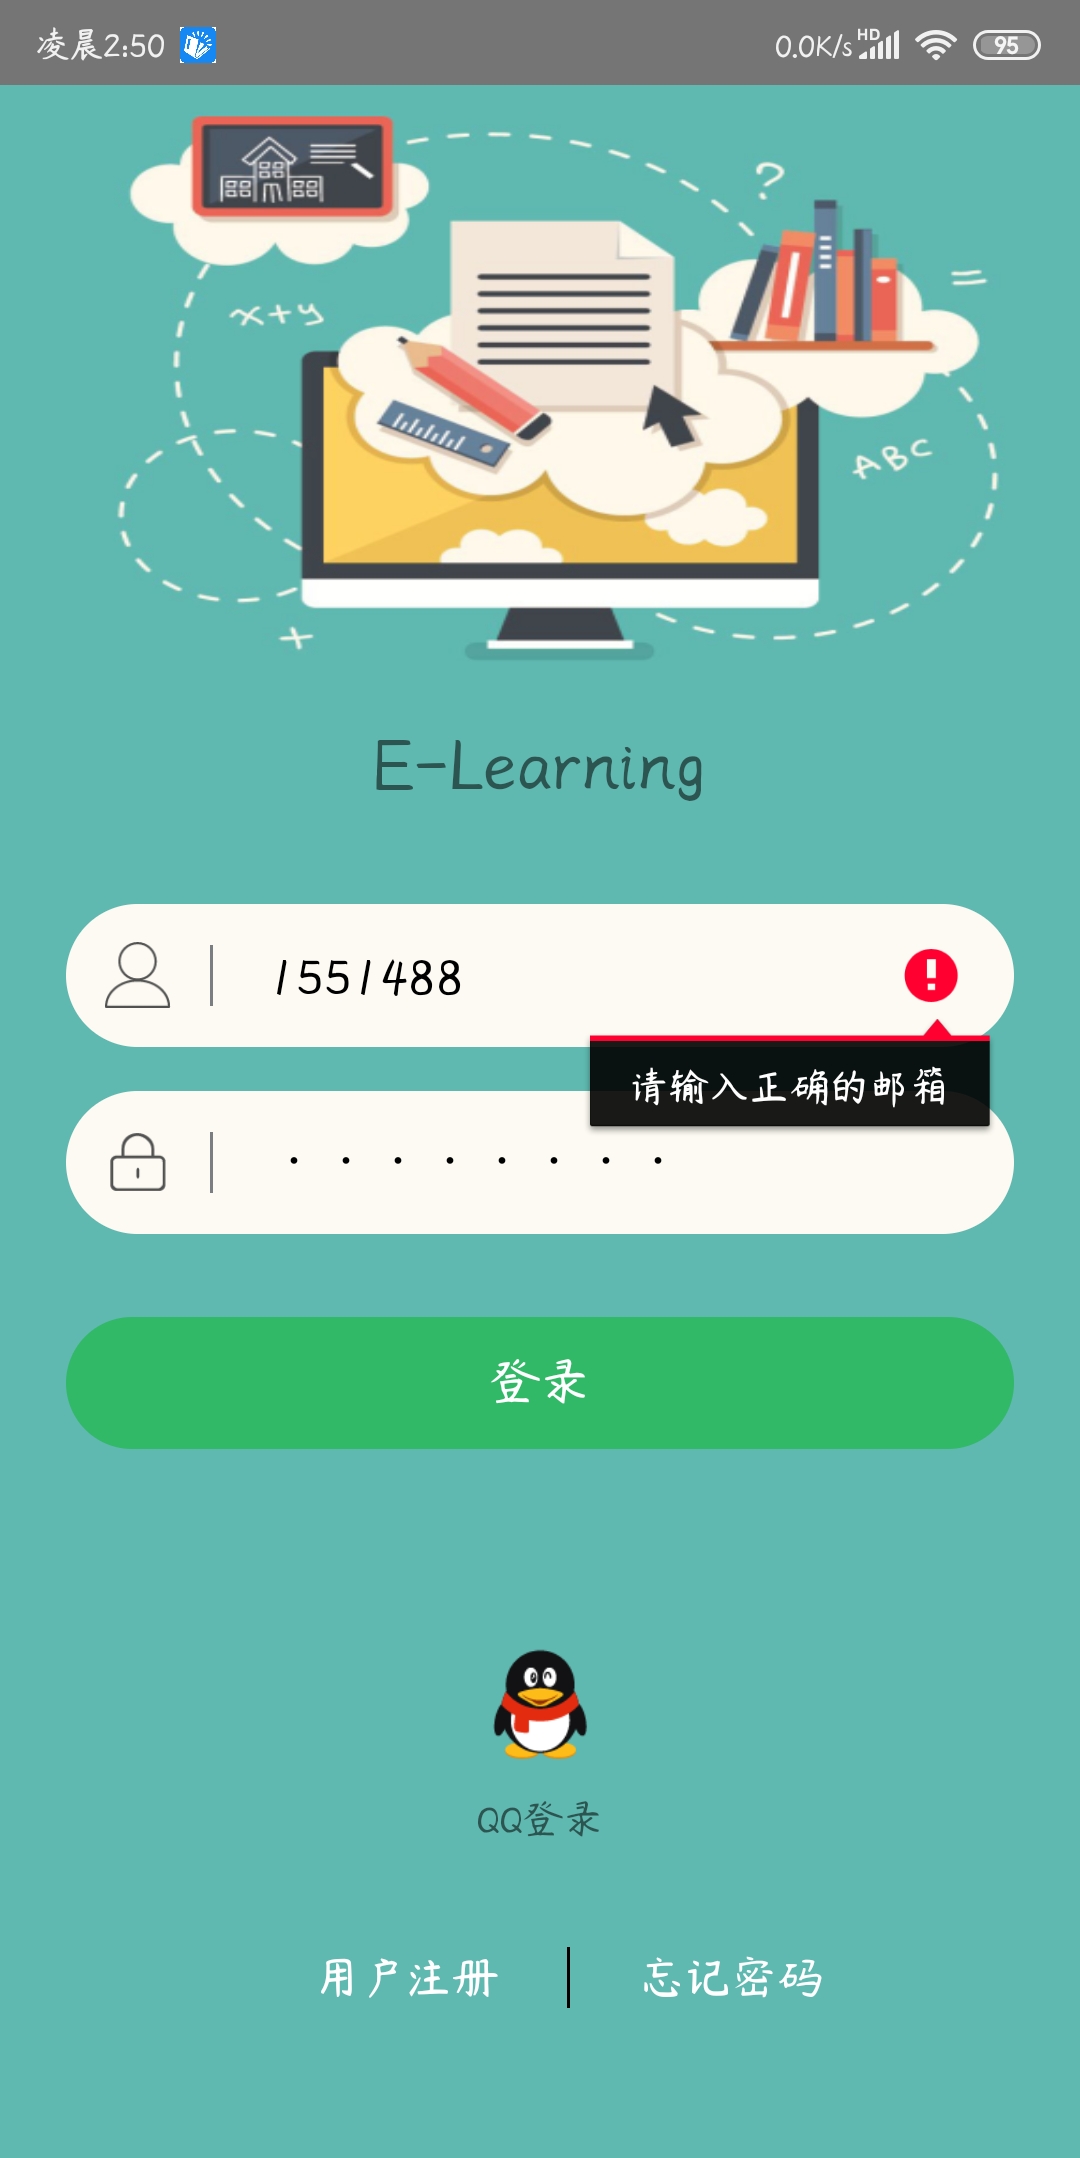 凌晨2:50
0.0K/s HD 95
?
=
x+y
ABC
+
E-Learning
1551488
请输入正确的邮箱
登录
QQ登录
用户注册
忘记密码